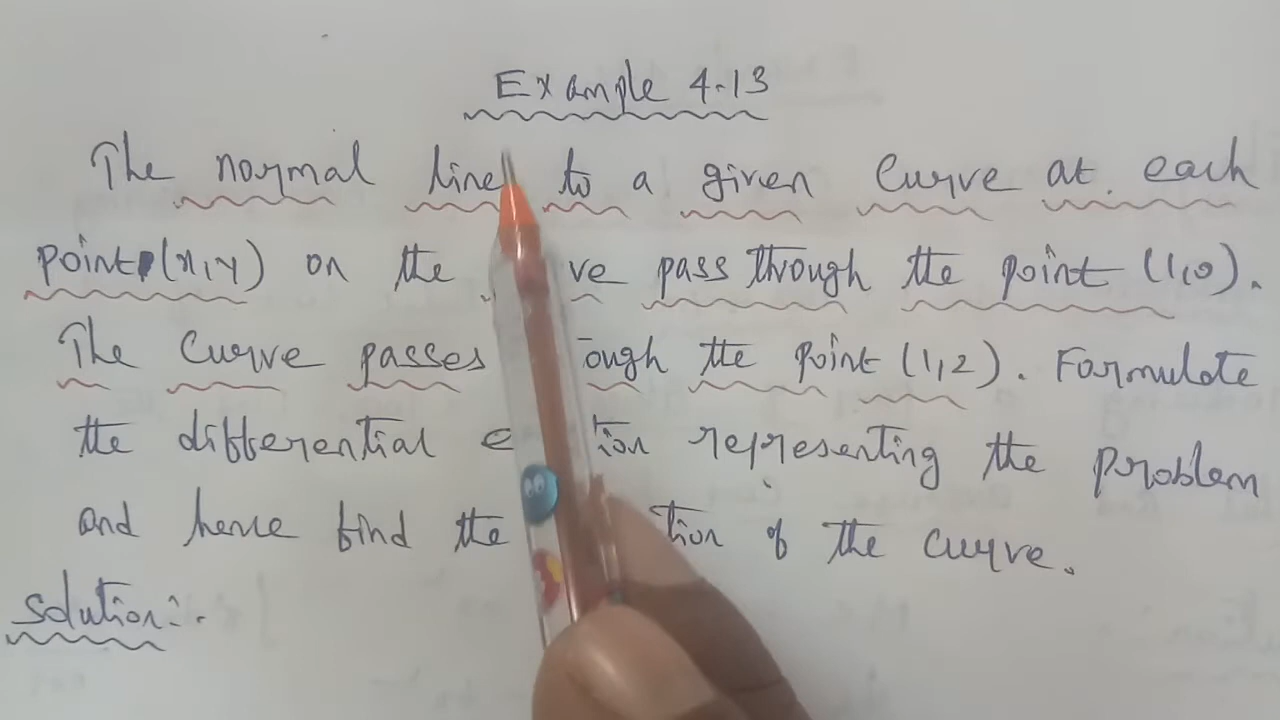 Example 4.13
The normal line to a given curve at each
point P(x,y) on the ve pass through the point (1,0).
The curve passes ough the point (1,2). Formulate
the differential e tion representing the problem
and hence find the tion of the curve.
Solution:-